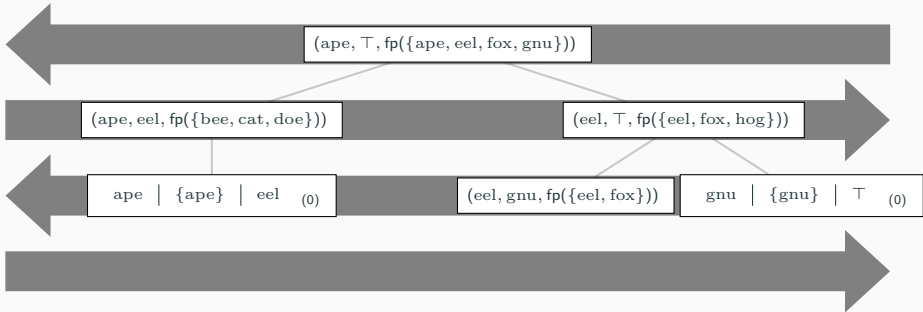 (ape, ⊤, fp({ape, eel, fox, gnu}))
(ape, eel, fp({bee, cat, doe}))
(eel, ⊤, fp({eel, fox, hog}))
ape | {ape} | eel (0)
(eel, gnu, fp({eel, fox}))
gnu | {gnu} | ⊤ (0)